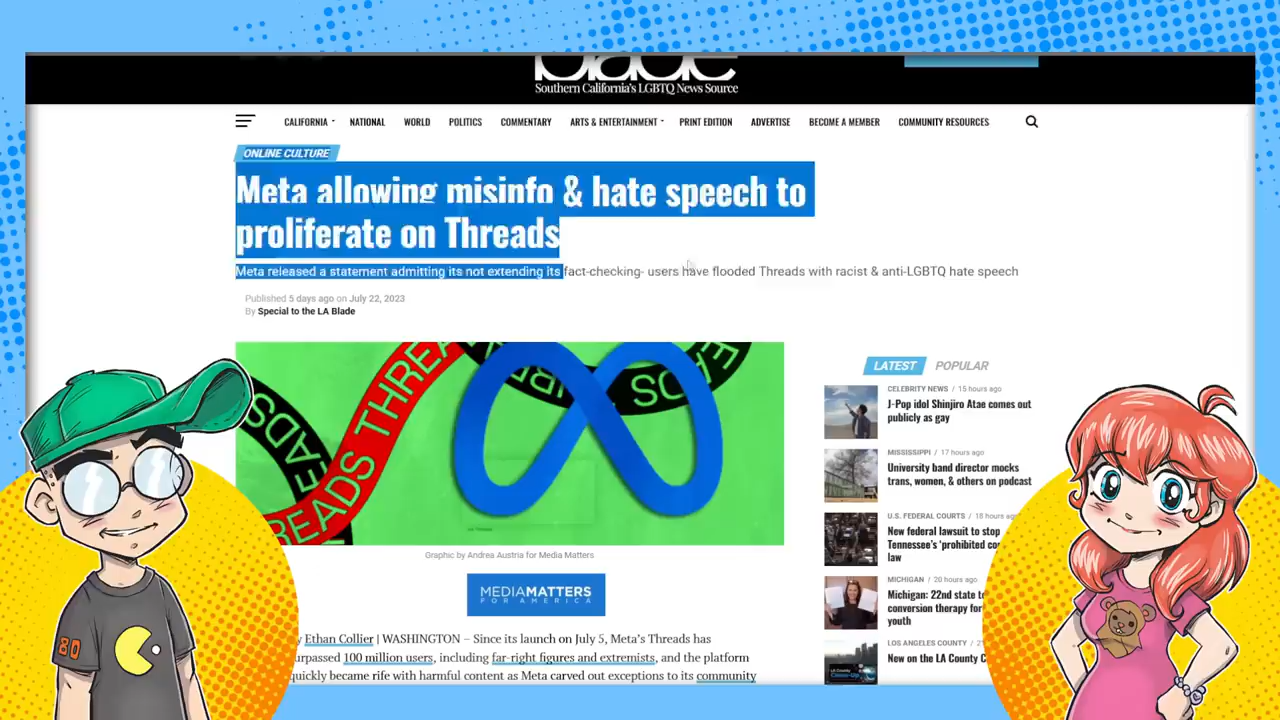 blade
Southern California's LGBTQ News Source
CALIFORNIA NATIONAL WORLD POLITICS COMMENTARY ARTS & ENTERTAINMENT PRINT EDITION ADVERTISE BECOME A MEMBER COMMUNITY RESOURCES
ONLINE CULTURE
Meta allowing misinfo & hate speech to
proliferate on Threads
Meta released a statement admitting its not extending its fact-checking- users have flooded Threads with racist & anti-LGBTQ hate speech
Published 5 days ago on July 22, 2023
By Special to the LA Blade
THREADS
Graphic by Andrea Austria for Media Matters
MEDIAMATTERS
FOR AMERICA
Ethan Collier | WASHINGTON – Since its launch on July 5, Meta's Threads has
100 million users, including far-right figures and extremists, and the platform
quickly became rife with harmful content as Meta carved out exceptions to its community
LATEST POPULAR
CELEBRITY NEWS / 15 hours ago
J-Pop idol Shinjiro Atae comes out
publicly as gay
MISSISSIPPI / 17 hours ago
University band director mocks
trans, women, & others on podcast
U.S. FEDERAL COURTS / 18 hours ago
New federal lawsuit to stop
Tennessee's 'prohibited
law
MICHIGAN / 20 hours ago
Michigan: 22nd state
conversion therapy
youth
LOS ANGELES COUNTY
New on the LA County
80